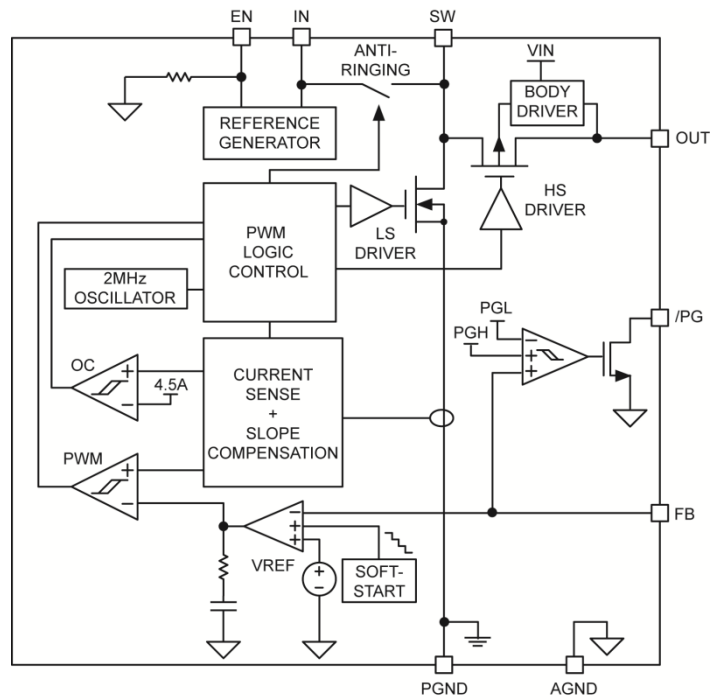 EN
IN
SW
ANTI-
RINGING
VIN
BODY
DRIVER
REFERENCE
GENERATOR
OUT
HS
DRIVER
PWM
LOGIC
CONTROL
LS
DRIVER
2MHz
OSCILLATOR
PGL
PGH
/PG
−
+
+
OC
+
−
4.5A
CURRENT
SENSE
+
SLOPE
COMPENSATION
PWM
+
−
−
+
+
VREF
+
−
SOFT-
START
FB
PGND
AGND